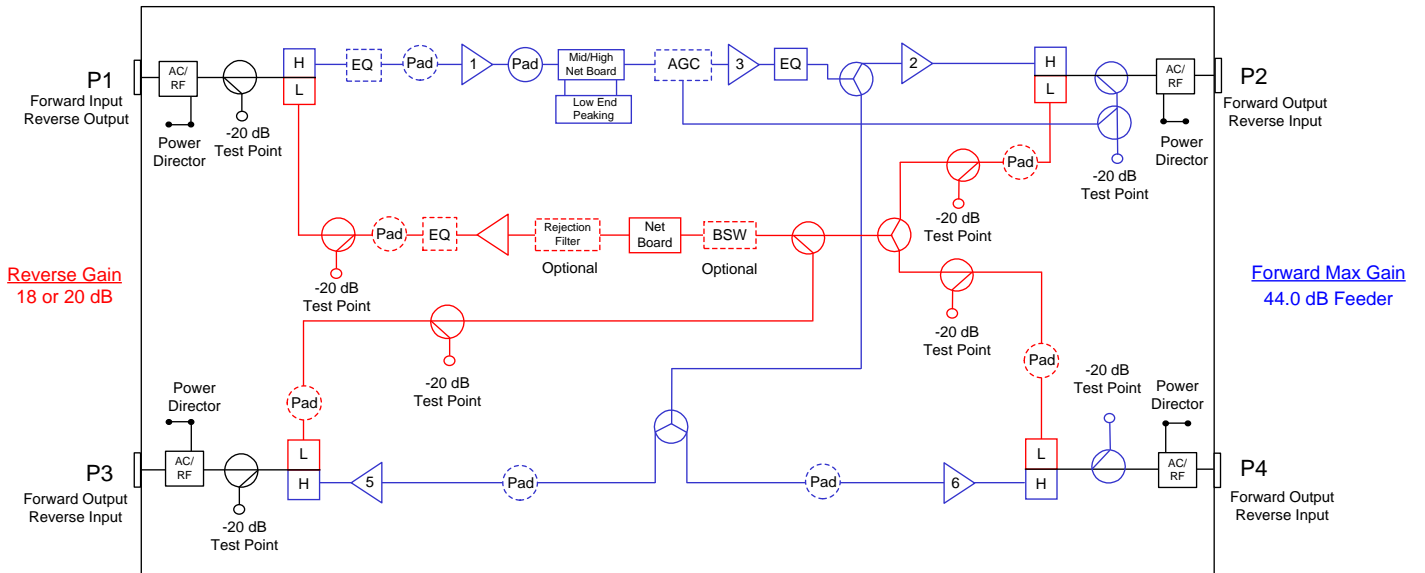 P1
Forward Input
Reverse Output
AC/
RF
Power
Director
-20 dB
Test Point
H
L
EQ
Pad
1
Pad
Mid/High
Net Board
Low End
Peaking
AGC
3
EQ
2
H
L
-20 dB
Test Point
AC/
RF
Power
Director
P2
Forward Output
Reverse Input
Pad
-20 dB
Test Point
-20 dB
Test Point
Pad
EQ
Rejection
Filter
Optional
Net
Board
BSW
Optional
Reverse Gain
18 or 20 dB
-20 dB
Test Point
-20 dB
Test Point
Forward Max Gain
44.0 dB Feeder
Pad
Pad
Power
Director
P3
Forward Output
Reverse Input
AC/
RF
-20 dB
Test Point
L
H
5
Pad
Pad
6
L
H
-20 dB
Test Point
Power
Director
AC/
RF
P4
Forward Output
Reverse Input